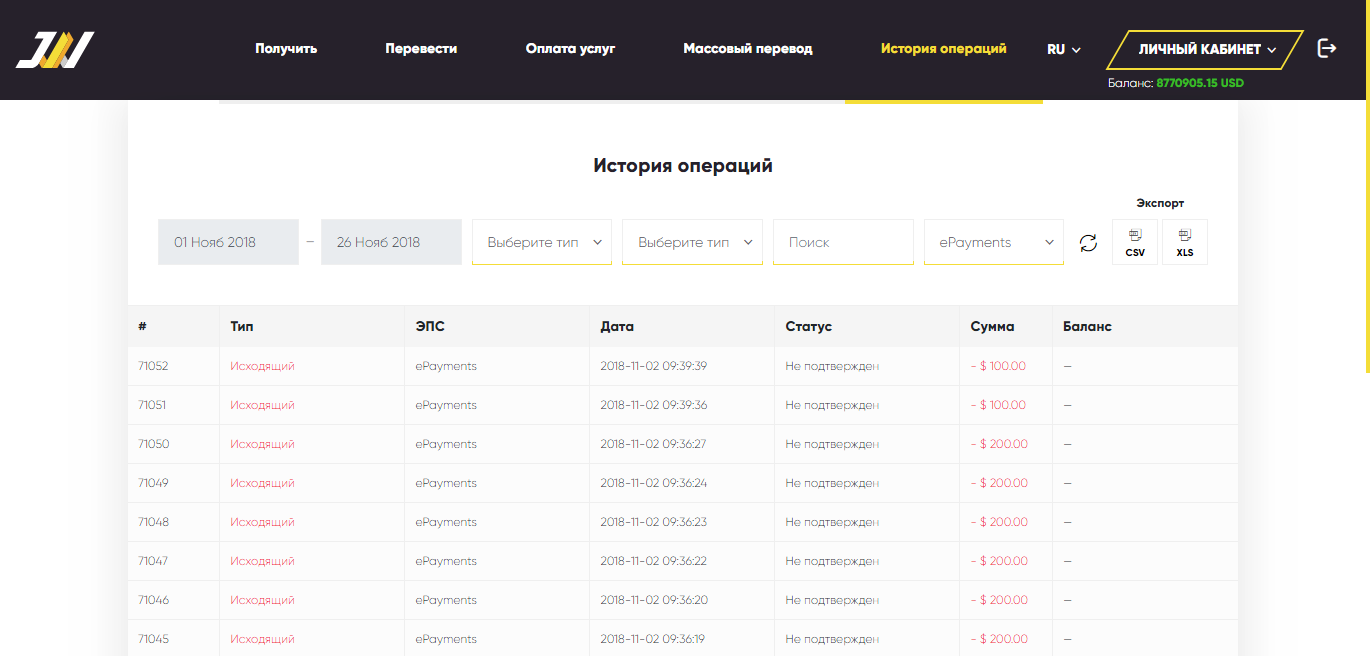 Получить Перевести Оплата услуг Массовый перевод История операций RU ЛИЧНЫЙ КАБИНЕТ
Баланс: 8770905.15 USD
История операций
Экспорт
01 Нояб 2018 – 26 Нояб 2018 Выберите тип Выберите тип Поиск ePayments CSV XLS
# Тип ЭПС Дата Статус Сумма Баланс
71052 Исходящий ePayments 2018-11-02 09:39:39 Не подтвержден - $ 100.00 —
71051 Исходящий ePayments 2018-11-02 09:39:36 Не подтвержден - $ 100.00 —
71050 Исходящий ePayments 2018-11-02 09:36:27 Не подтвержден - $ 200.00 —
71049 Исходящий ePayments 2018-11-02 09:36:24 Не подтвержден - $ 200.00 —
71048 Исходящий ePayments 2018-11-02 09:36:23 Не подтвержден - $ 200.00 —
71047 Исходящий ePayments 2018-11-02 09:36:22 Не подтвержден - $ 200.00 —
71046 Исходящий ePayments 2018-11-02 09:36:20 Не подтвержден - $ 200.00 —
71045 Исходящий ePayments 2018-11-02 09:36:19 Не подтвержден - $ 200.00 —